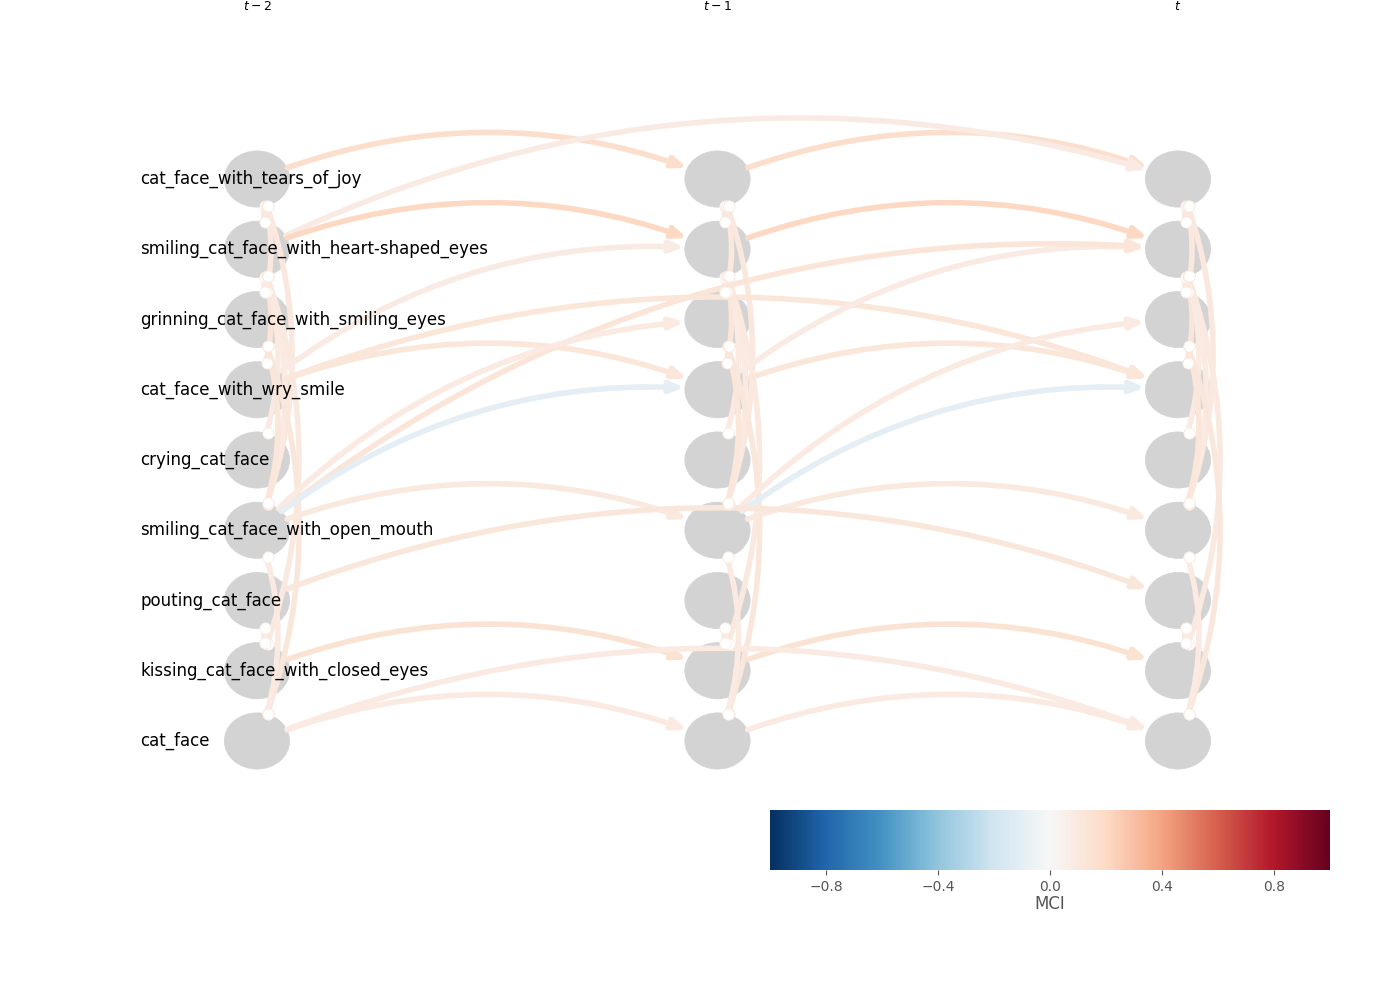 t − 2 t − 1 t
cat_face_with_tears_of_joy
smiling_cat_face_with_heart-shaped_eyes
grinning_cat_face_with_smiling_eyes
cat_face_with_wry_smile
crying_cat_face
smiling_cat_face_with_open_mouth
pouting_cat_face
kissing_cat_face_with_closed_eyes
cat_face
−0.8 −0.4 0.0 0.4 0.8
MCI